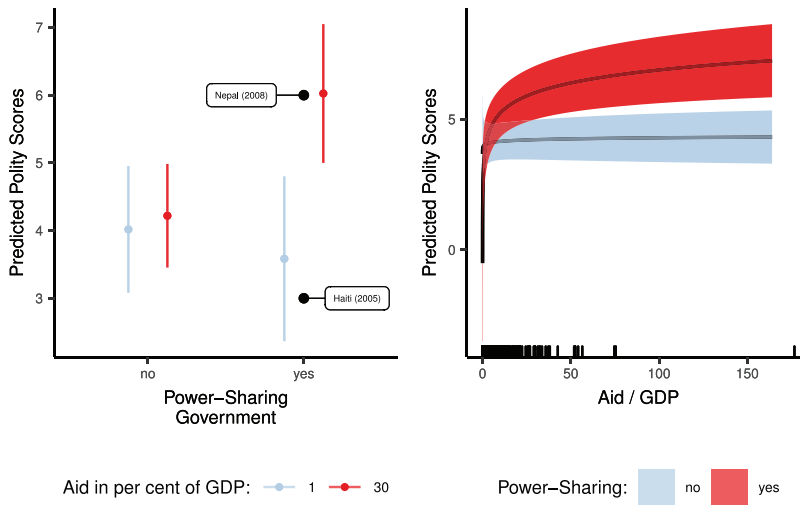 Predicted Polity Scores
7
6
5
4
3
Nepal (2008)
Haiti (2005)
no
yes
Power−Sharing
Government
Aid in per cent of GDP:
1
30
Predicted Polity Scores
5
0
0
50
100
150
Aid / GDP
Power−Sharing:
no
yes